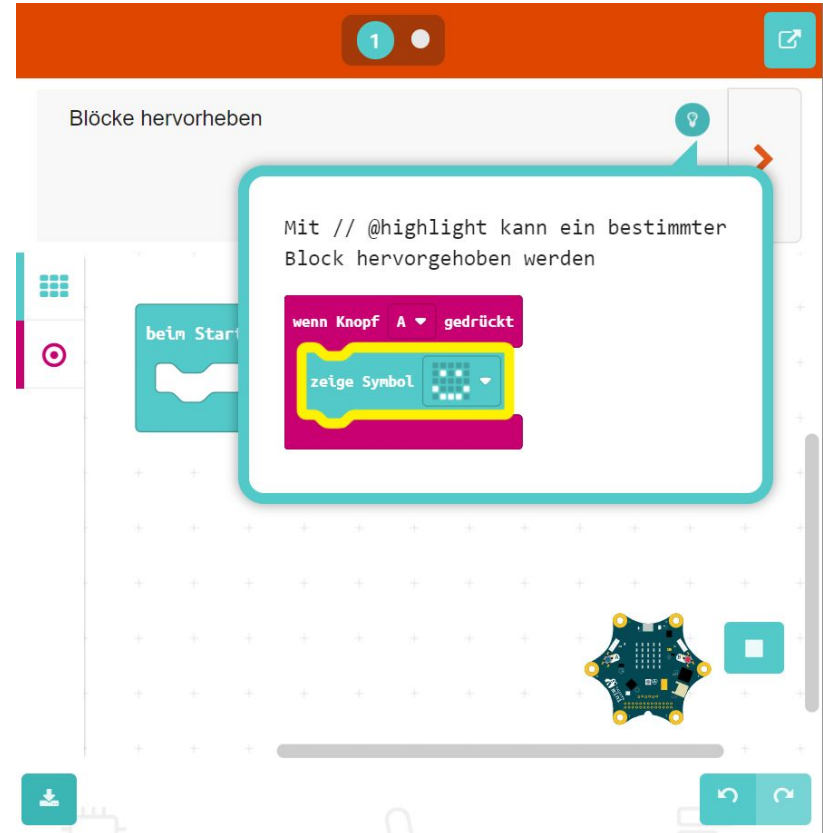 1
Blöcke hervorheben
Mit // @highlight kann ein bestimmter
Block hervorgehoben werden
wenn Knopf A gedrückt
beim Start
zeige Symbol